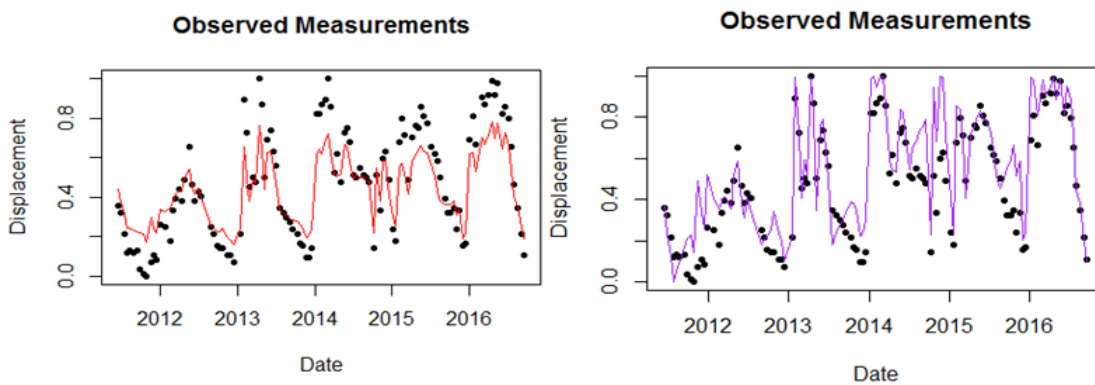 Observed Measurements
Displacement
0.8
0.4
0.0
2012 2013 2014 2015 2016
Date
Observed Measurements
Displacement
0.8
0.4
0.0
2012 2013 2014 2015 2016
Date